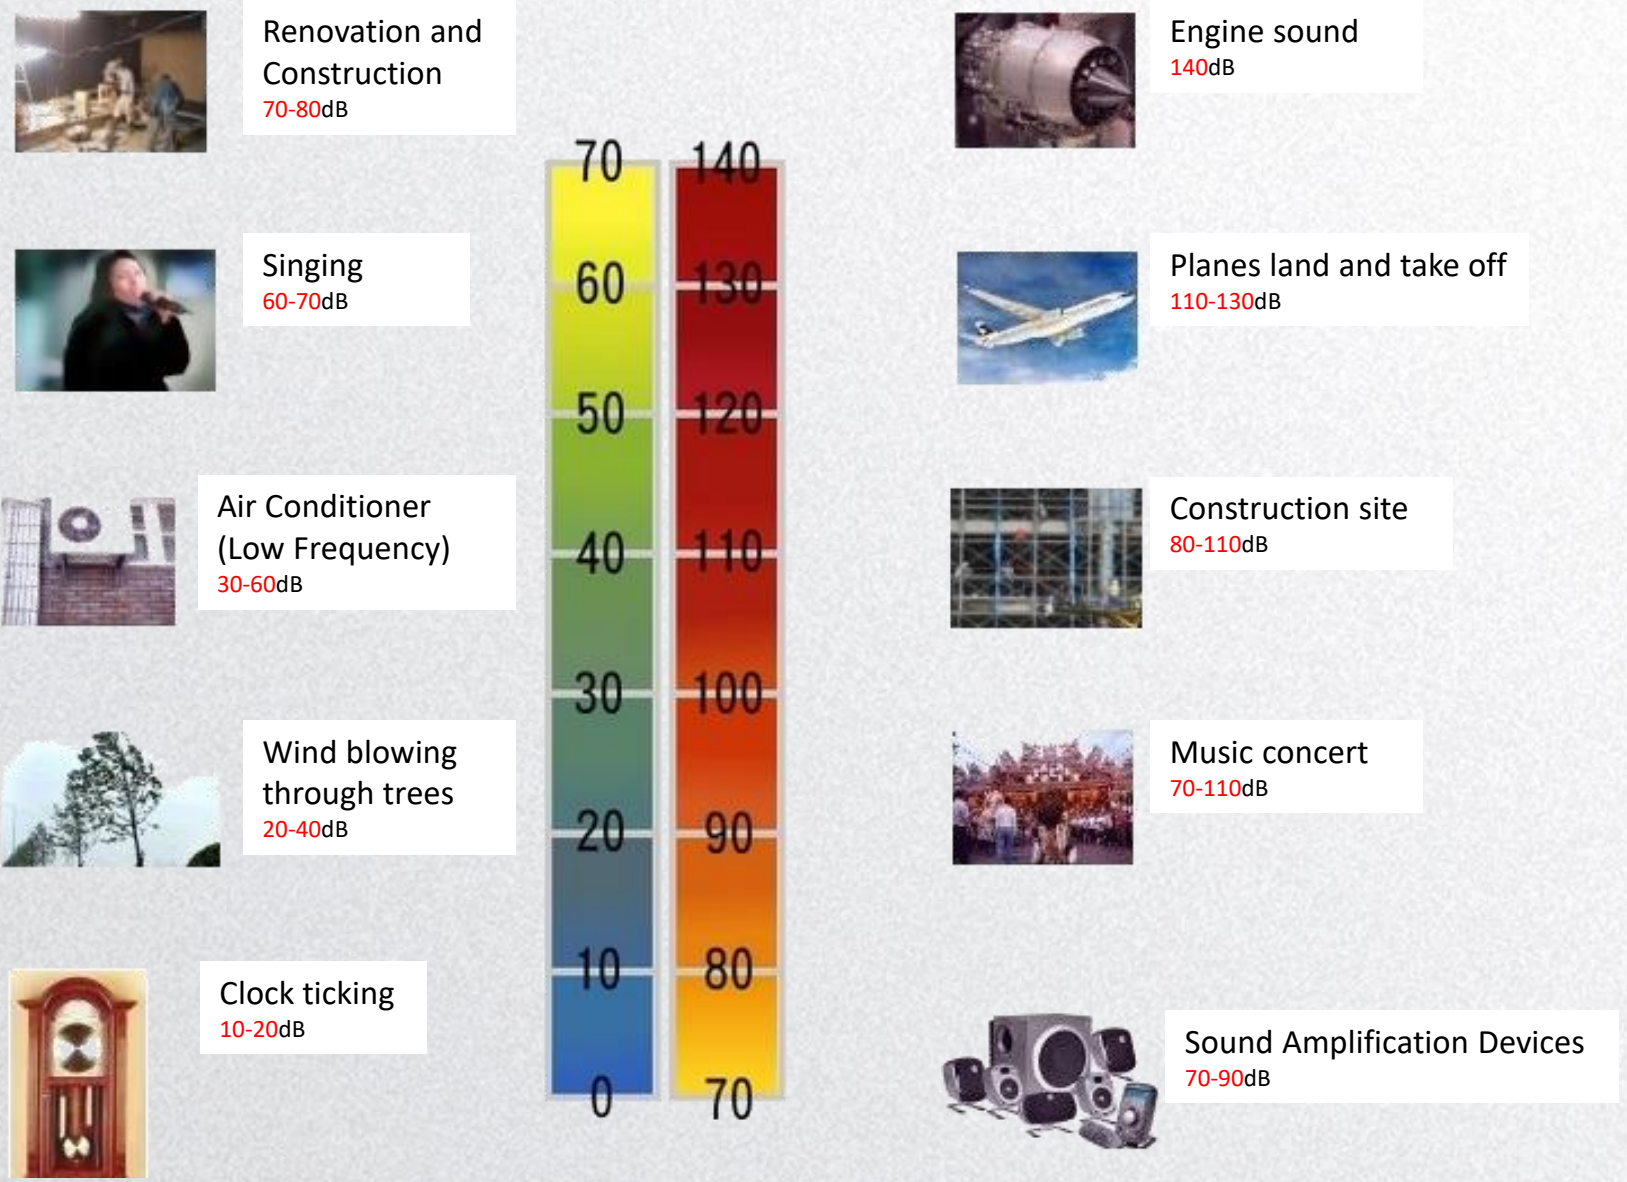 Renovation and
Construction
70-80dB
Singing
60-70dB
Air Conditioner
(Low Frequency)
30-60dB
Wind blowing
through trees
20-40dB
Clock ticking
10-20dB
70
60
50
40
30
20
10
0
140
130
120
110
100
90
80
70
Engine sound
140dB
Planes land and take off
110-130dB
Construction site
80-110dB
Music concert
70-110dB
Sound Amplification Devices
70-90dB